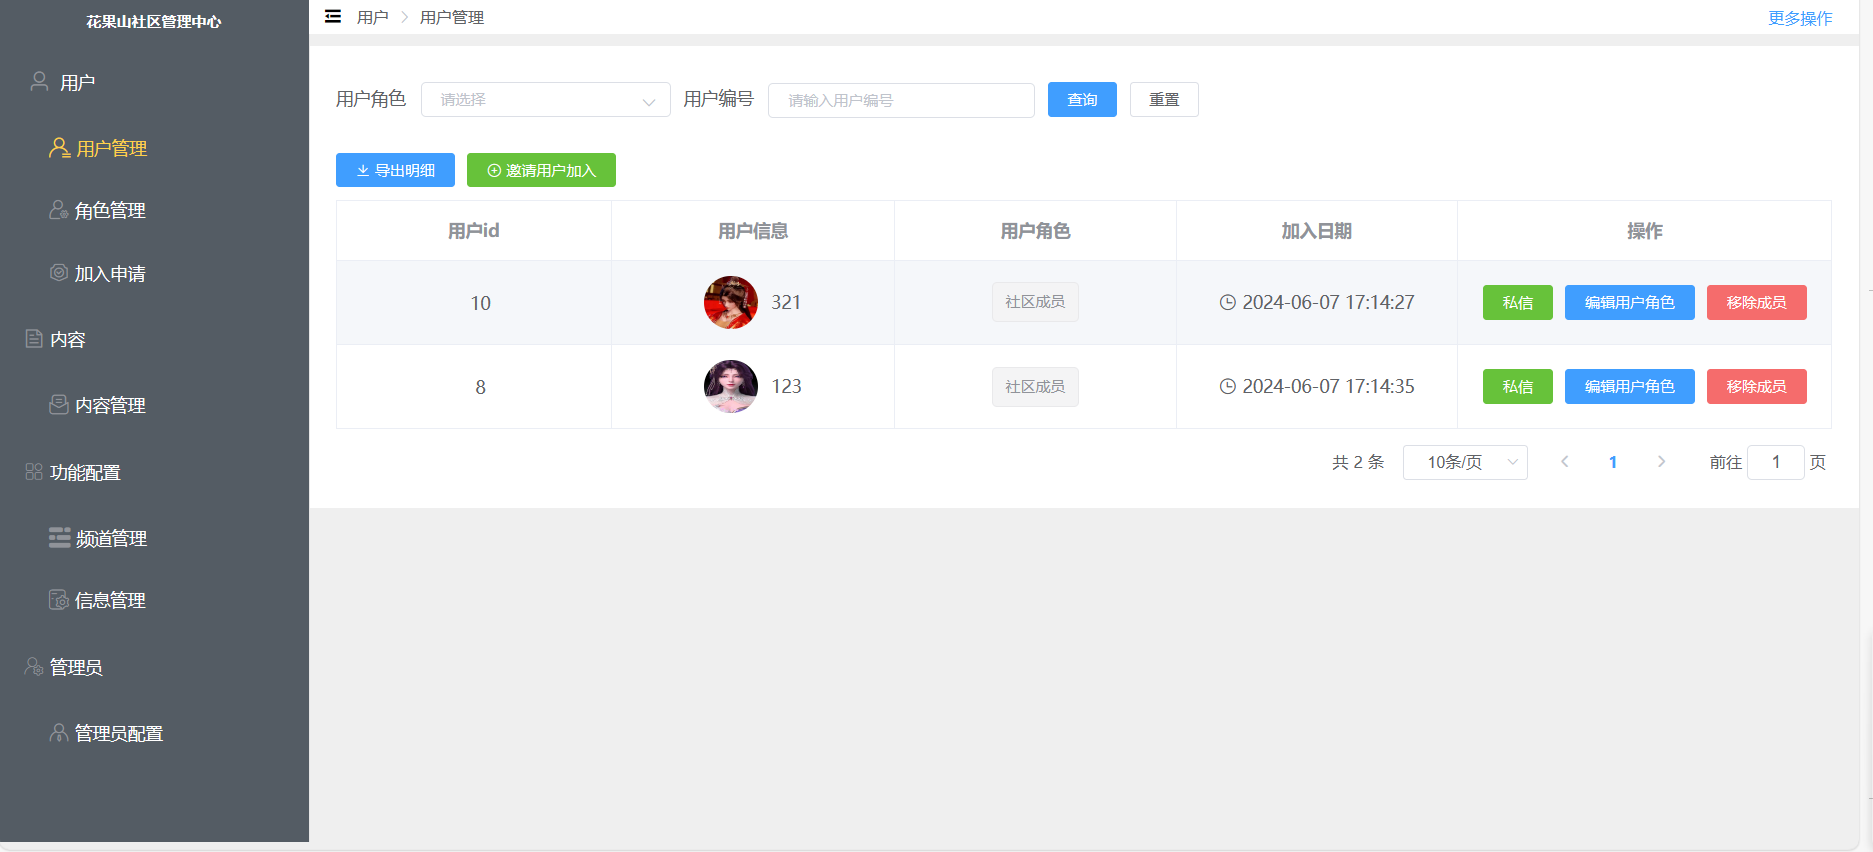 花果山社区管理中心
用户
用户管理
角色管理
加入申请
内容
内容管理
功能配置
频道管理
信息管理
管理员
管理员配置
用户 用户管理
更多操作
用户角色 请选择 用户编号 请输入用户编号 查询 重置
导出明细 邀请用户加入
用户id 用户信息 用户角色 加入日期 操作
10 321 社区成员 2024-06-07 17:14:27 私信 编辑用户角色 移除成员
8 123 社区成员 2024-06-07 17:14:35 私信 编辑用户角色 移除成员
共 2 条 10条/页 1 前往 1 页